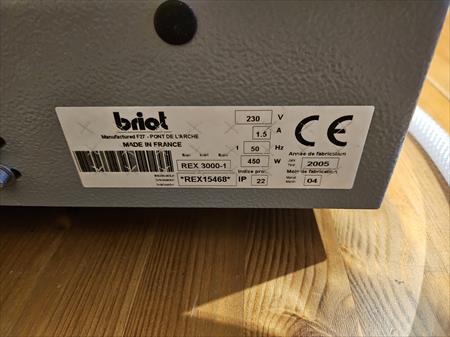 briot
Manufactured F27 - PONT DE L'ARCHE
MADE IN FRANCE
230 V
1.5 A
f 50 Hz
450 W
REX 3000-1
*REX15468*
Indice prot.
IP 22
CE
Année de fabrication
2005
Mois de fabrication
04